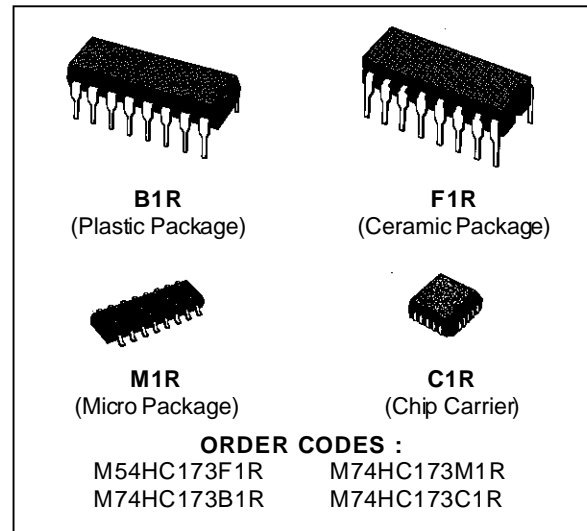 B1R
(Plastic Package)
F1R
(Ceramic Package)
M1R
(Micro Package)
C1R
(Chip Carrier)
ORDER CODES :
M54HC173F1R M74HC173M1R
M74HC173B1R M74HC173C1R